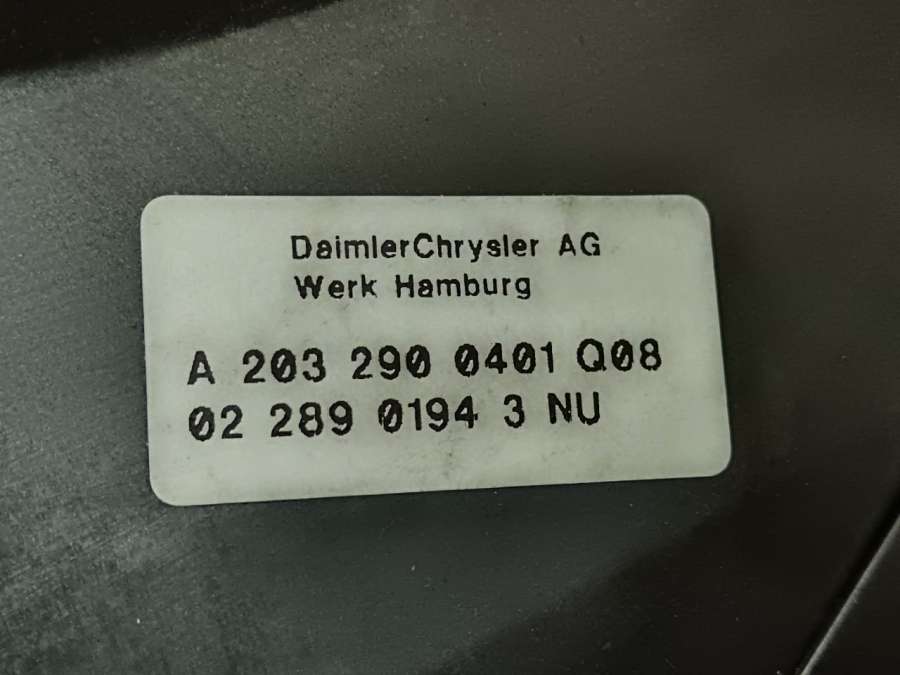 DaimlerChrysler AG
Werk Hamburg
A 203 290 0401 Q08
02 289 0194 3 NU